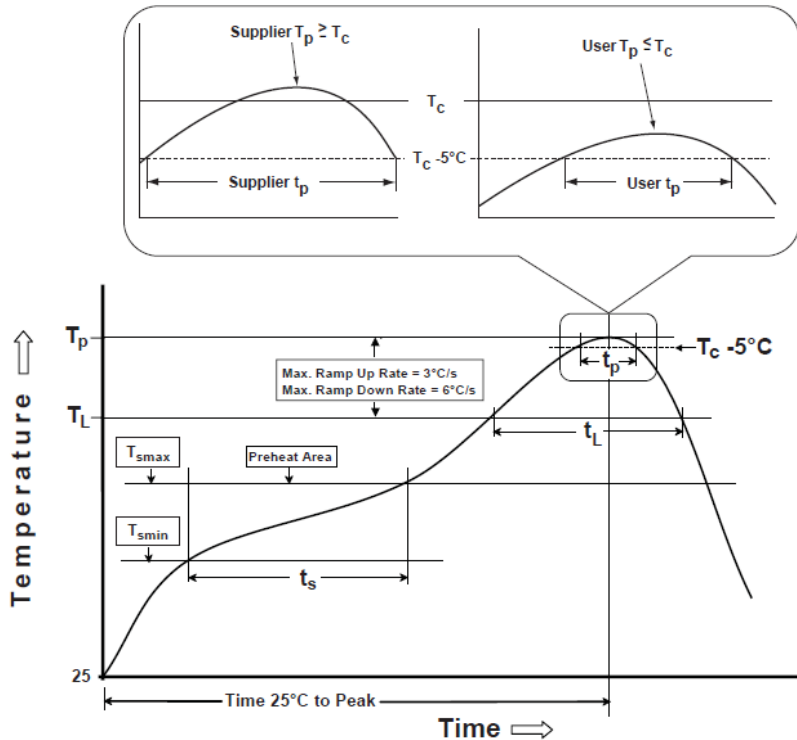 Supplier Tp ≥ Tc
User Tp ≤ Tc
Tc
Tc -5°C
Supplier tp
User tp
Tp
Tc -5°C
tp
Max. Ramp Up Rate = 3°C/s
Max. Ramp Down Rate = 6°C/s
TL
tL
Tsmax
Preheat Area
Tsmin
ts
Temperature
25
Time 25°C to Peak
Time